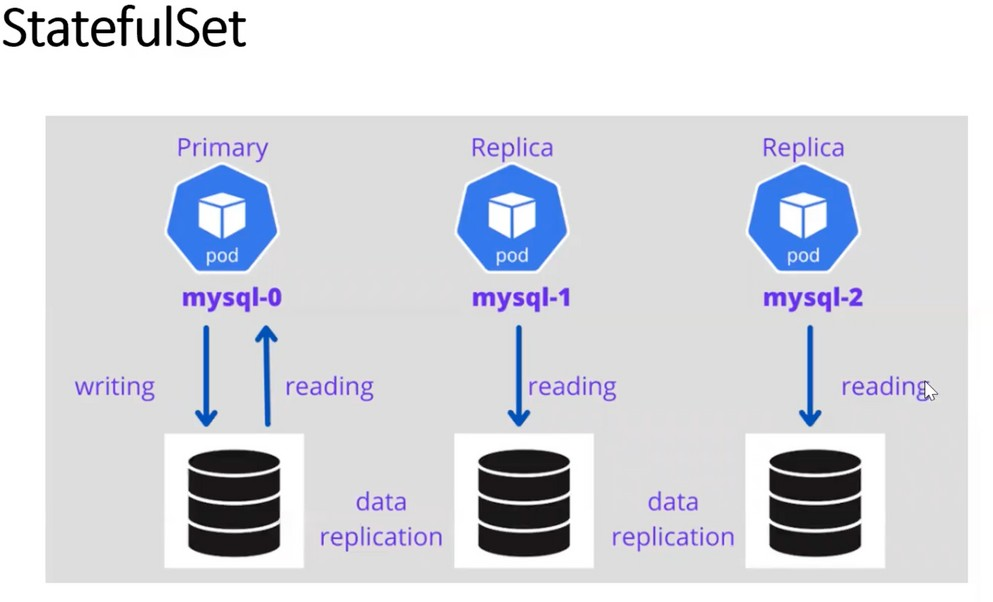 StatefulSet
Primary
Replica
Replica
pod
pod
pod
mysql-0
mysql-1
mysql-2
writing
reading
reading
reading
data
replication
data
replication